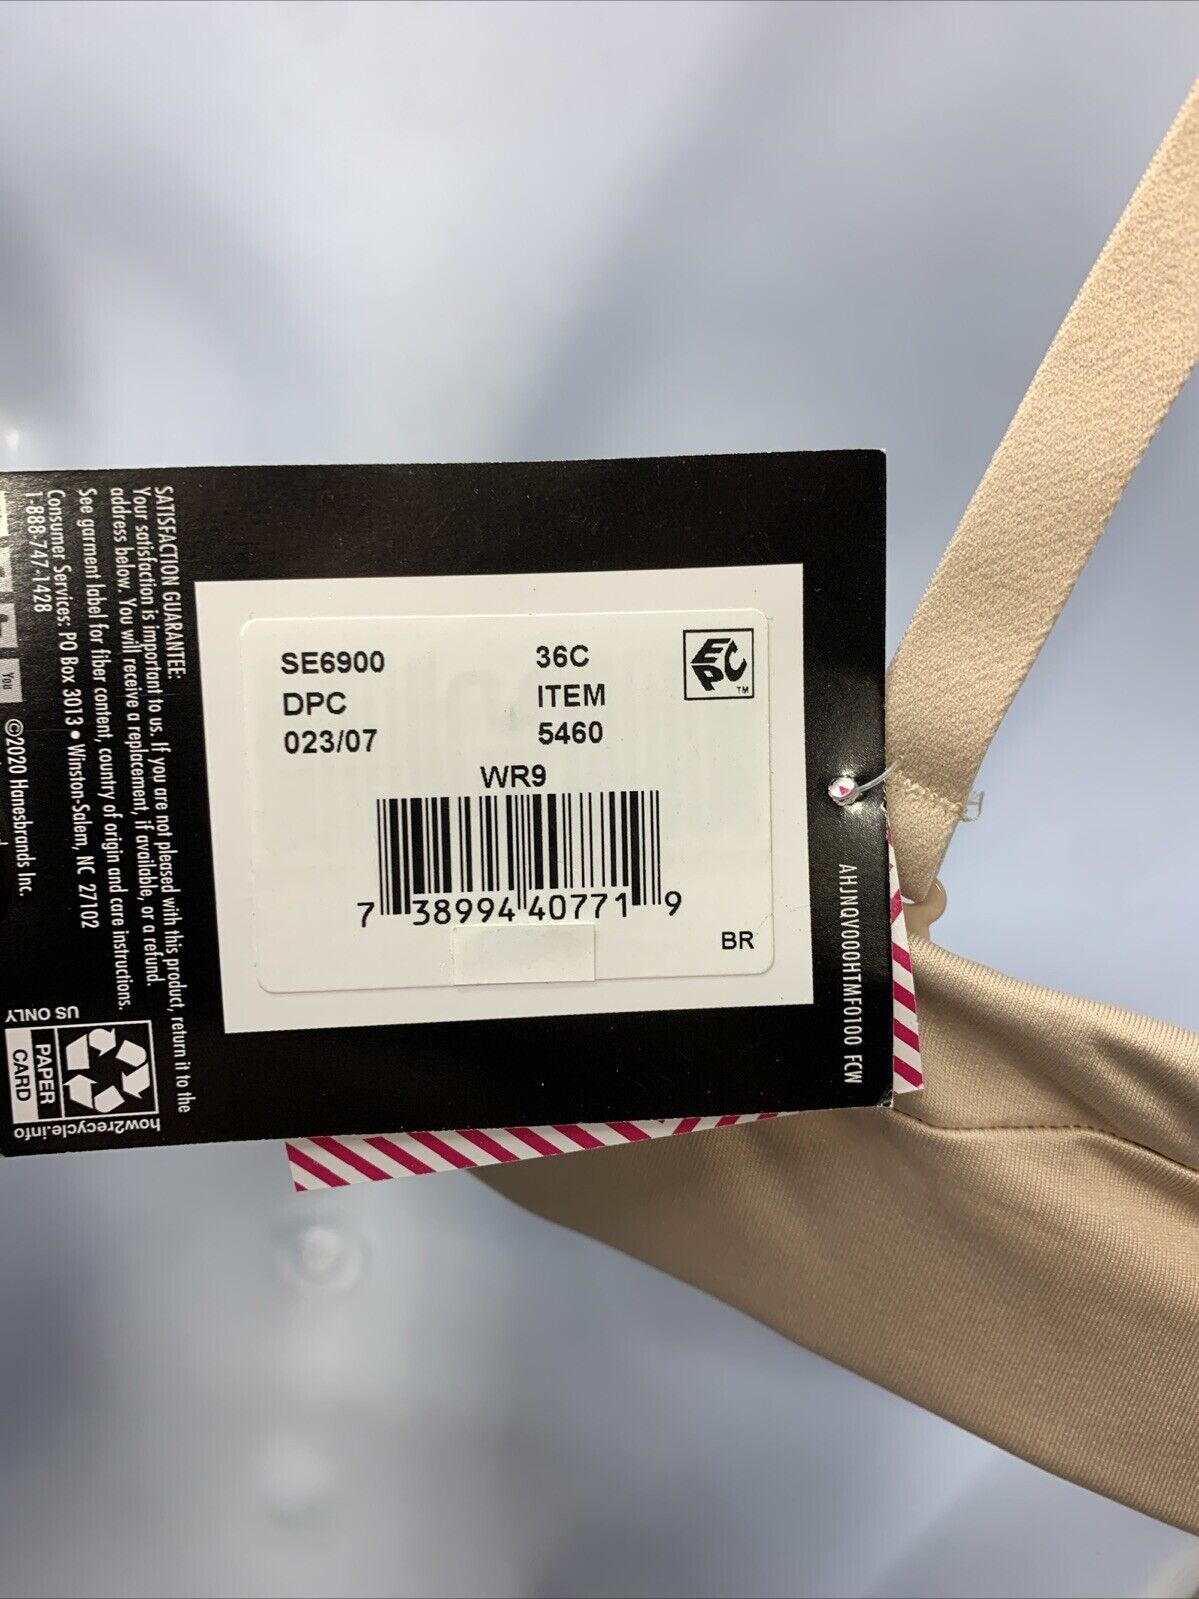 SE6900
36C
DPC
ITEM
023/07
5460
WR9
7 38994 40771 9
BR
EPC
TM
AHJNQV000HTMF0100 FCW
SATISFACTION GUARANTEE:
Your satisfaction is important to us. If you are not pleased with this product, return it to the
address below. You will receive a replacement, if available, or a refund.
See garment label for fiber content, country of origin and care instructions.
Consumer Services: PO Box 3013 • Winston-Salem, NC 27102
1-888-747-1428
You
©2020 Hanesbrands Inc.
how2recycle.info
PAPER
CARD
US ONLY